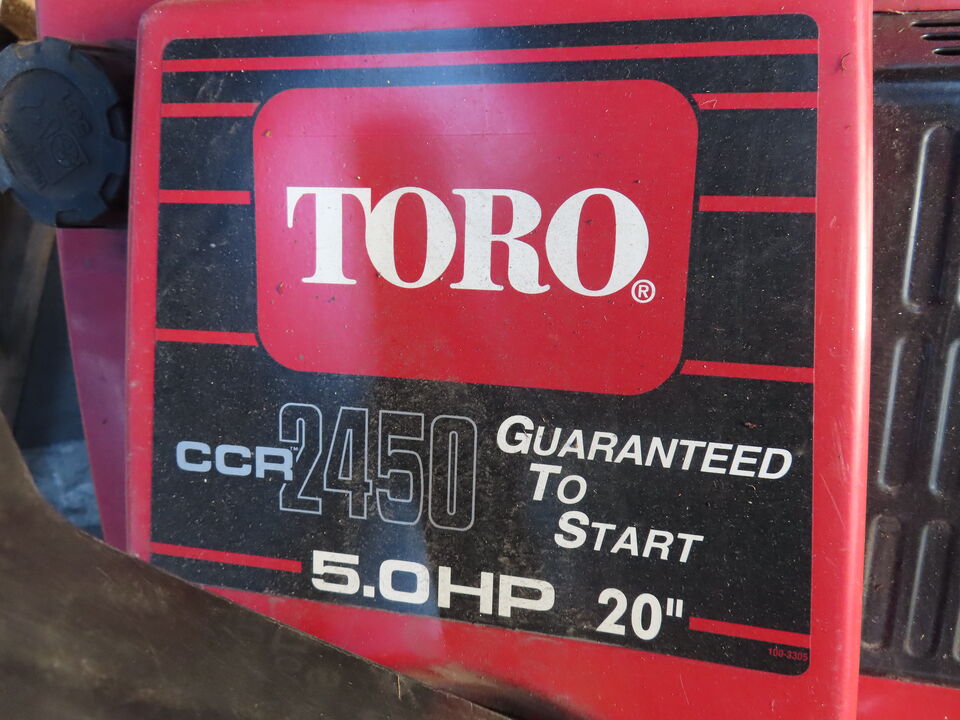 TORO®
CCR 2450
GUARANTEED
TO
START
5.0HP 20"
100-3305